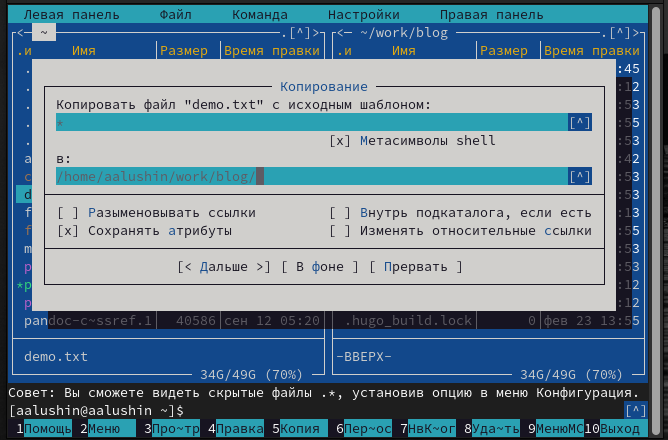 Левая панель Файл Команда Настройки Правая панель
<─ ~ .[^]> <─ ~/work/blog .[^]>
.и Имя Размер Время правки .и Имя Размер Время правки
Копирование
Копировать файл "demo.txt" с исходным шаблоном:
* [^]
[x] Метасимволы shell
в:
/home/aalushin/work/blog/ [^]
[ ] Разыменовывать ссылки [ ] Внутрь подкаталога, если есть
[x] Сохранять атрибуты [ ] Изменять относительные ссылки
[< Дальше >] [ В фоне ] [ Прервать ]
pandoc-c~ssref.1 40586 сен 12 05:20 .hugo_build.lock 0 фев 23 13:55
demo.txt -ВВЕРХ-
34G/49G (70%) 34G/49G (70%)
Совет: Вы сможете видеть скрытые файлы .*, установив опцию в меню Конфигурация.
[aalushin@aalushin ~]$ [^]
1Помощь 2Меню 3Про~тр 4Правка 5Копия 6Пер~ос 7НвК~ог 8Уда~ть 9МенюMC 10Выход